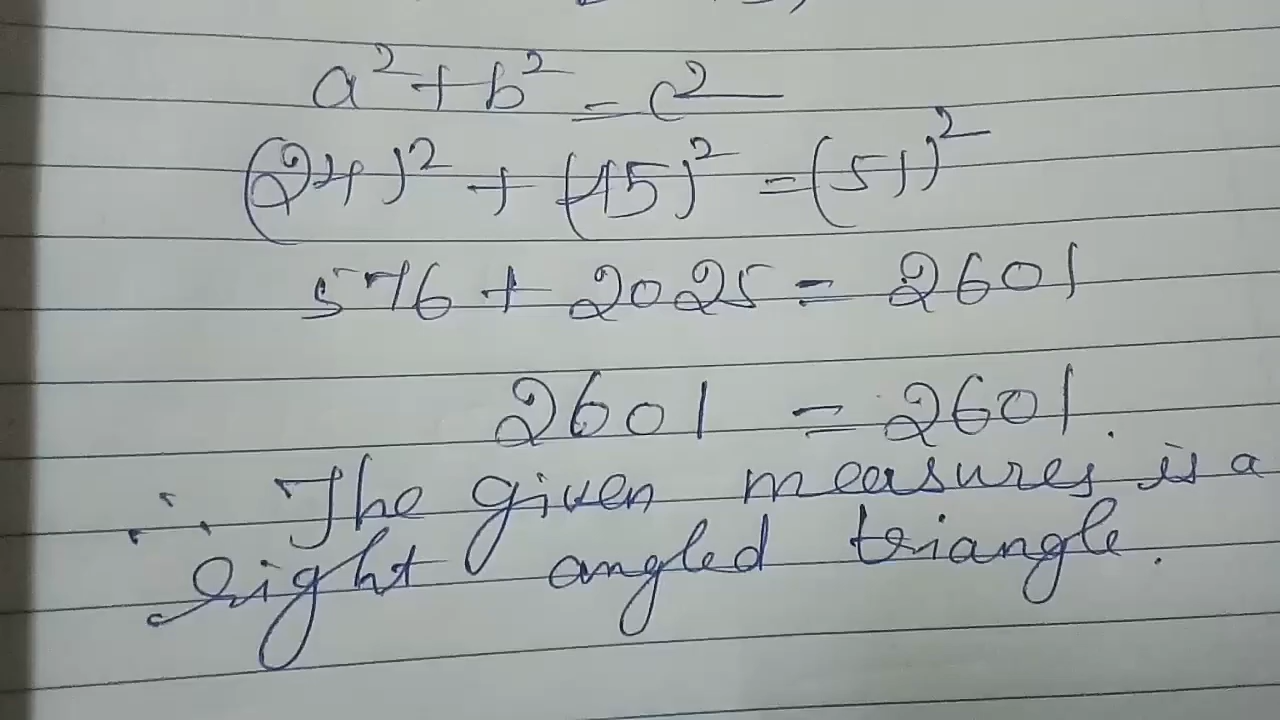 a² + b² = c²
(24)² + (45)² = (51)²
576 + 2025 = 2601
2601 = 2601
∴ The given measures is a
right angled triangle.